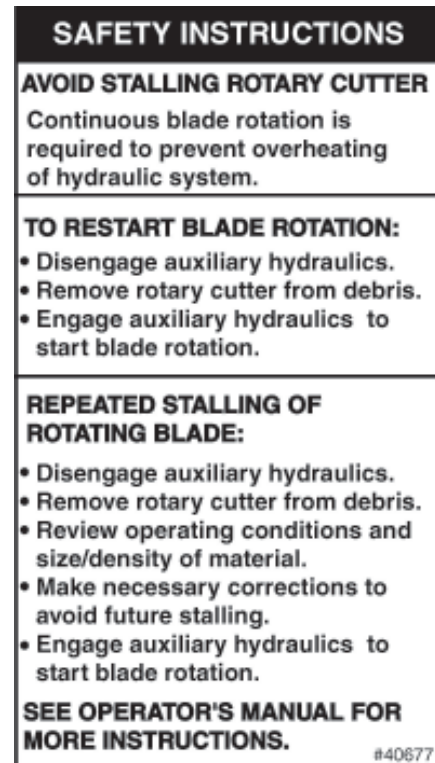 SAFETY INSTRUCTIONS
AVOID STALLING ROTARY CUTTER
Continuous blade rotation is
required to prevent overheating
of hydraulic system.
TO RESTART BLADE ROTATION:
• Disengage auxiliary hydraulics.
• Remove rotary cutter from debris.
• Engage auxiliary hydraulics to
start blade rotation.
REPEATED STALLING OF
ROTATING BLADE:
• Disengage auxiliary hydraulics.
• Remove rotary cutter from debris.
• Review operating conditions and
size/density of material.
• Make necessary corrections to
avoid future stalling.
• Engage auxiliary hydraulics to
start blade rotation.
SEE OPERATOR'S MANUAL FOR
MORE INSTRUCTIONS.
#40677